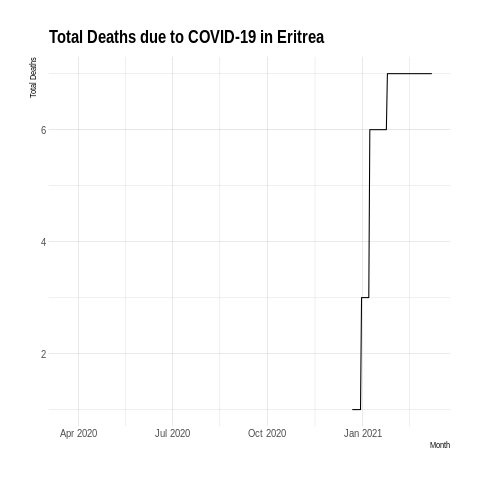 Total Deaths due to COVID-19 in Eritrea
Total Deaths
6
4
2
Apr 2020 Jul 2020 Oct 2020 Jan 2021
Month